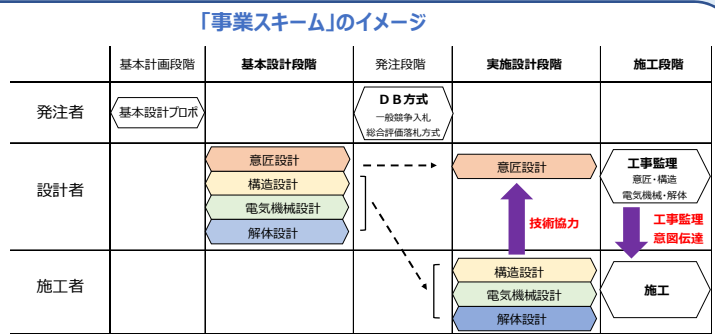 「事業スキーム」のイメージ
基本計画段階
基本設計段階
発注段階
実施設計段階
施工段階
発注者
基本設計プロポ
DB方式
一般競争入札
総合評価落札方式
設計者
意匠設計
構造設計
電気機械設計
解体設計
意匠設計
技術協力
工事監理
意匠・構造
電気機械・解体
工事監理
意図伝達
施工者
構造設計
電気機械設計
解体設計
施工